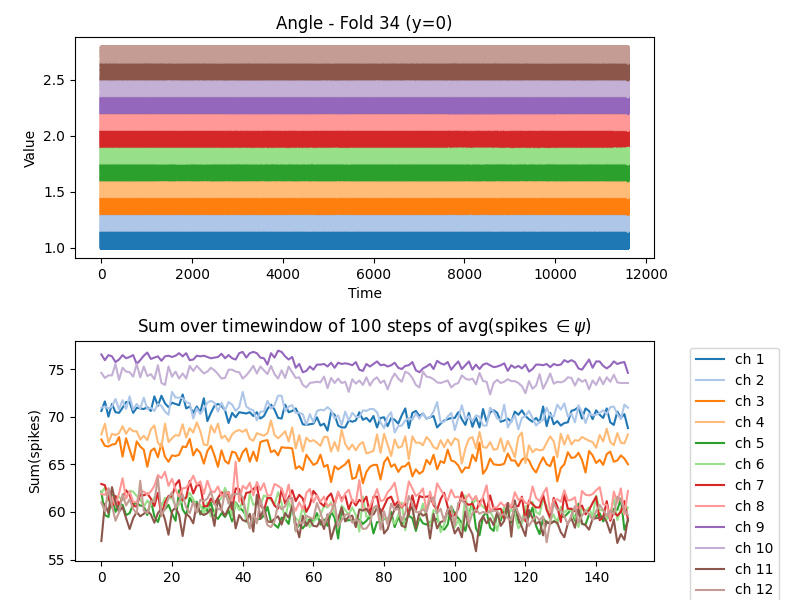 Angle - Fold 34 (y=0)
Value
2.5
2.0
1.5
1.0
0
2000
4000
6000
8000
10000
12000
Time
Sum over timewindow of 100 steps of avg(spikes ∈ ψ)
Sum(spikes)
75
70
65
60
55
0
20
40
60
80
100
120
140
ch 1
ch 2
ch 3
ch 4
ch 5
ch 6
ch 7
ch 8
ch 9
ch 10
ch 11
ch 12